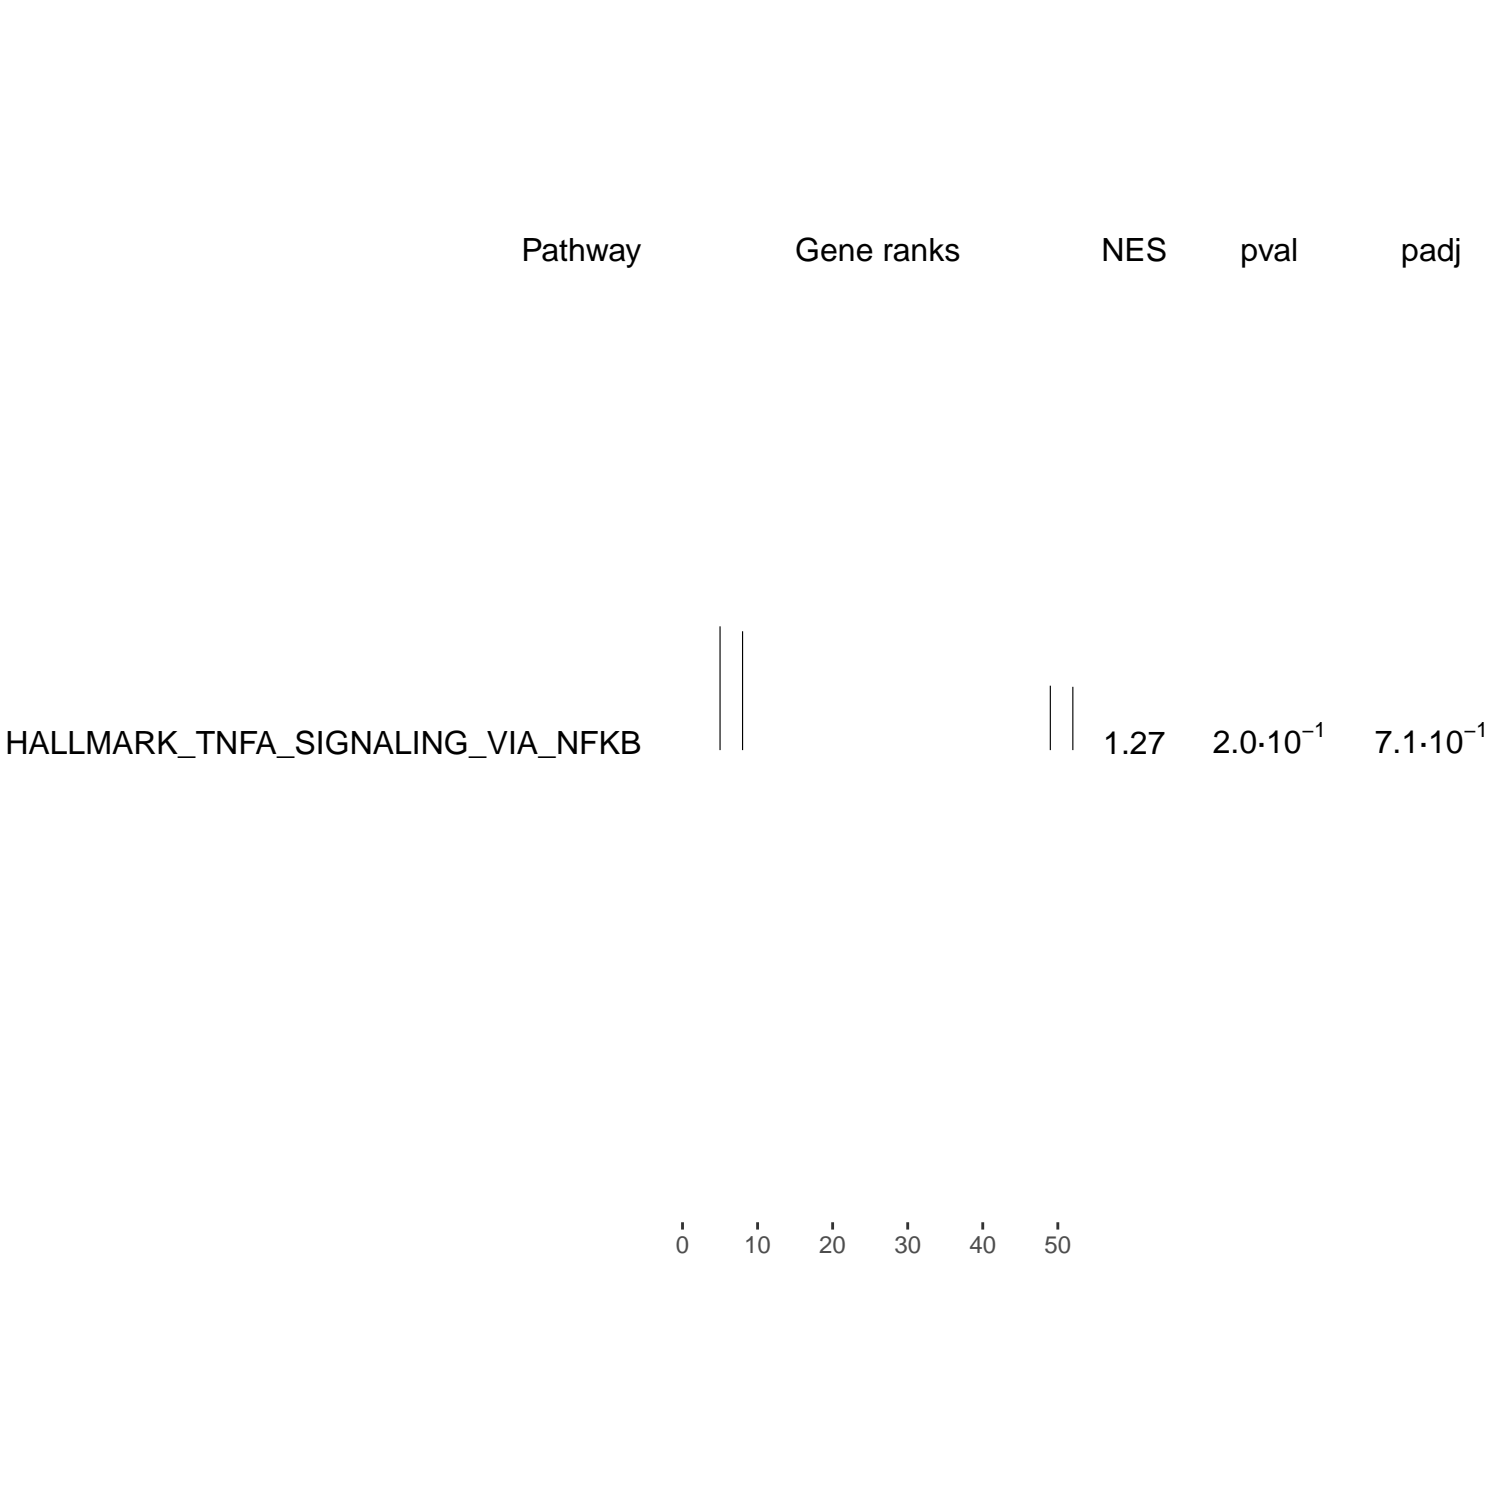 Pathway Gene ranks NES pval padj
HALLMARK_TNFA_SIGNALING_VIA_NFKB 1.27 2.0·10⁻¹ 7.1·10⁻¹
0 10 20 30 40 50